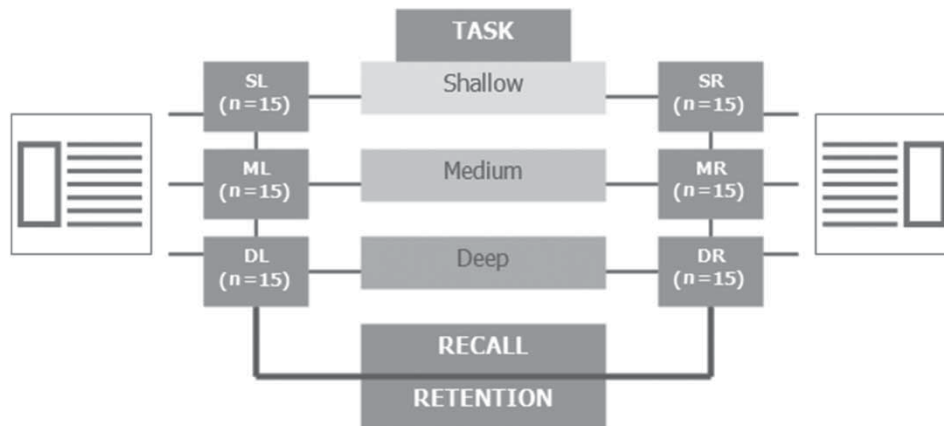 TASK
SL
(n=15)
Shallow
SR
(n=15)
ML
(n=15)
Medium
MR
(n=15)
DL
(n=15)
Deep
DR
(n=15)
RECALL
RETENTION